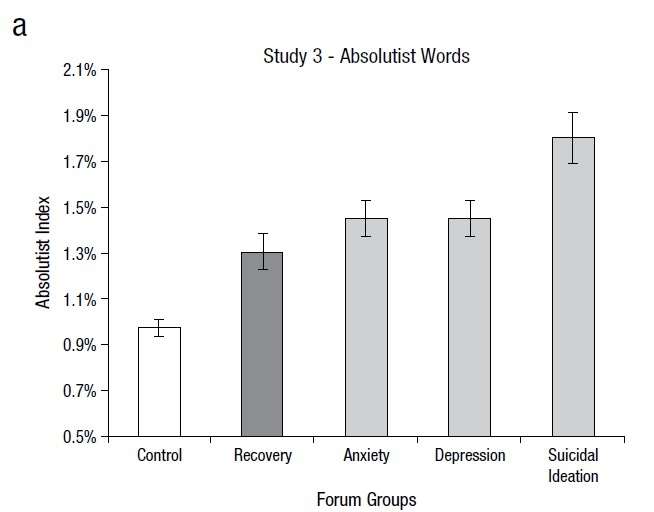 a
Study 3 - Absolutist Words
2.1%
1.9%
1.7%
1.5%
1.3%
1.1%
0.9%
0.7%
0.5%
Absolutist Index
Control
Recovery
Anxiety
Depression
Suicidal
Ideation
Forum Groups